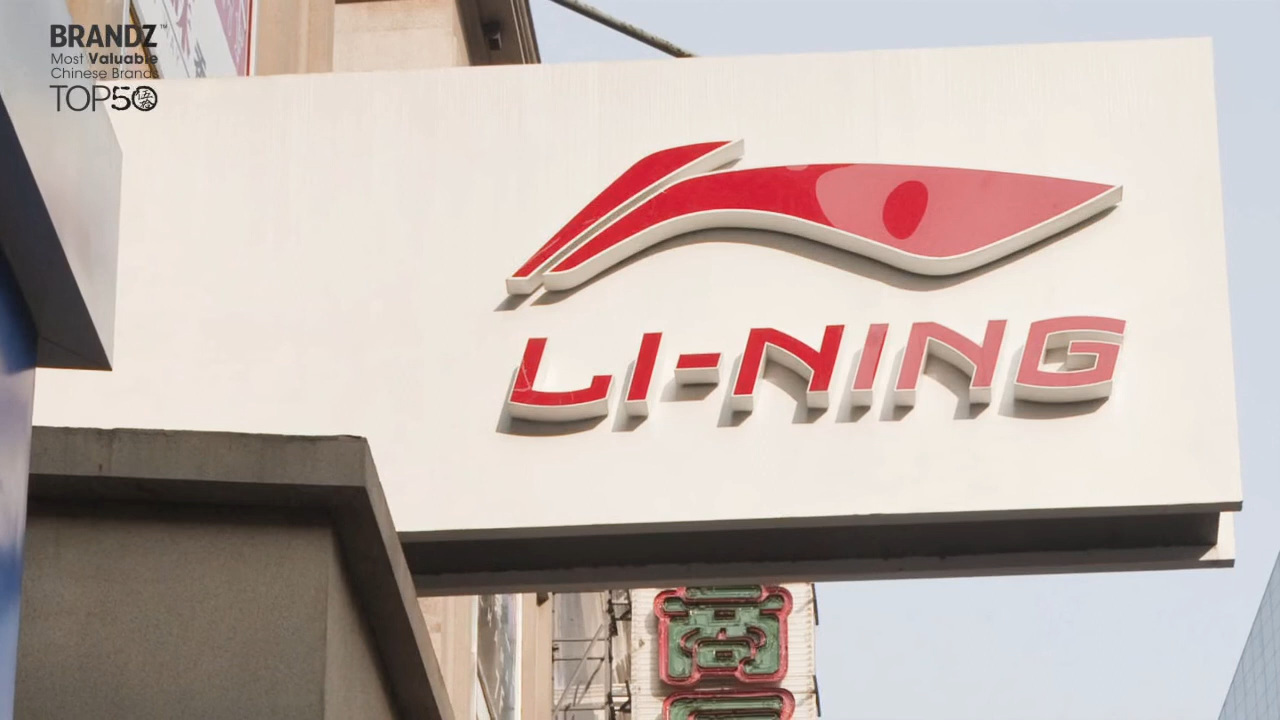 BRANDZ™
Most Valuable
Chinese Brands
TOP50
LI-NING